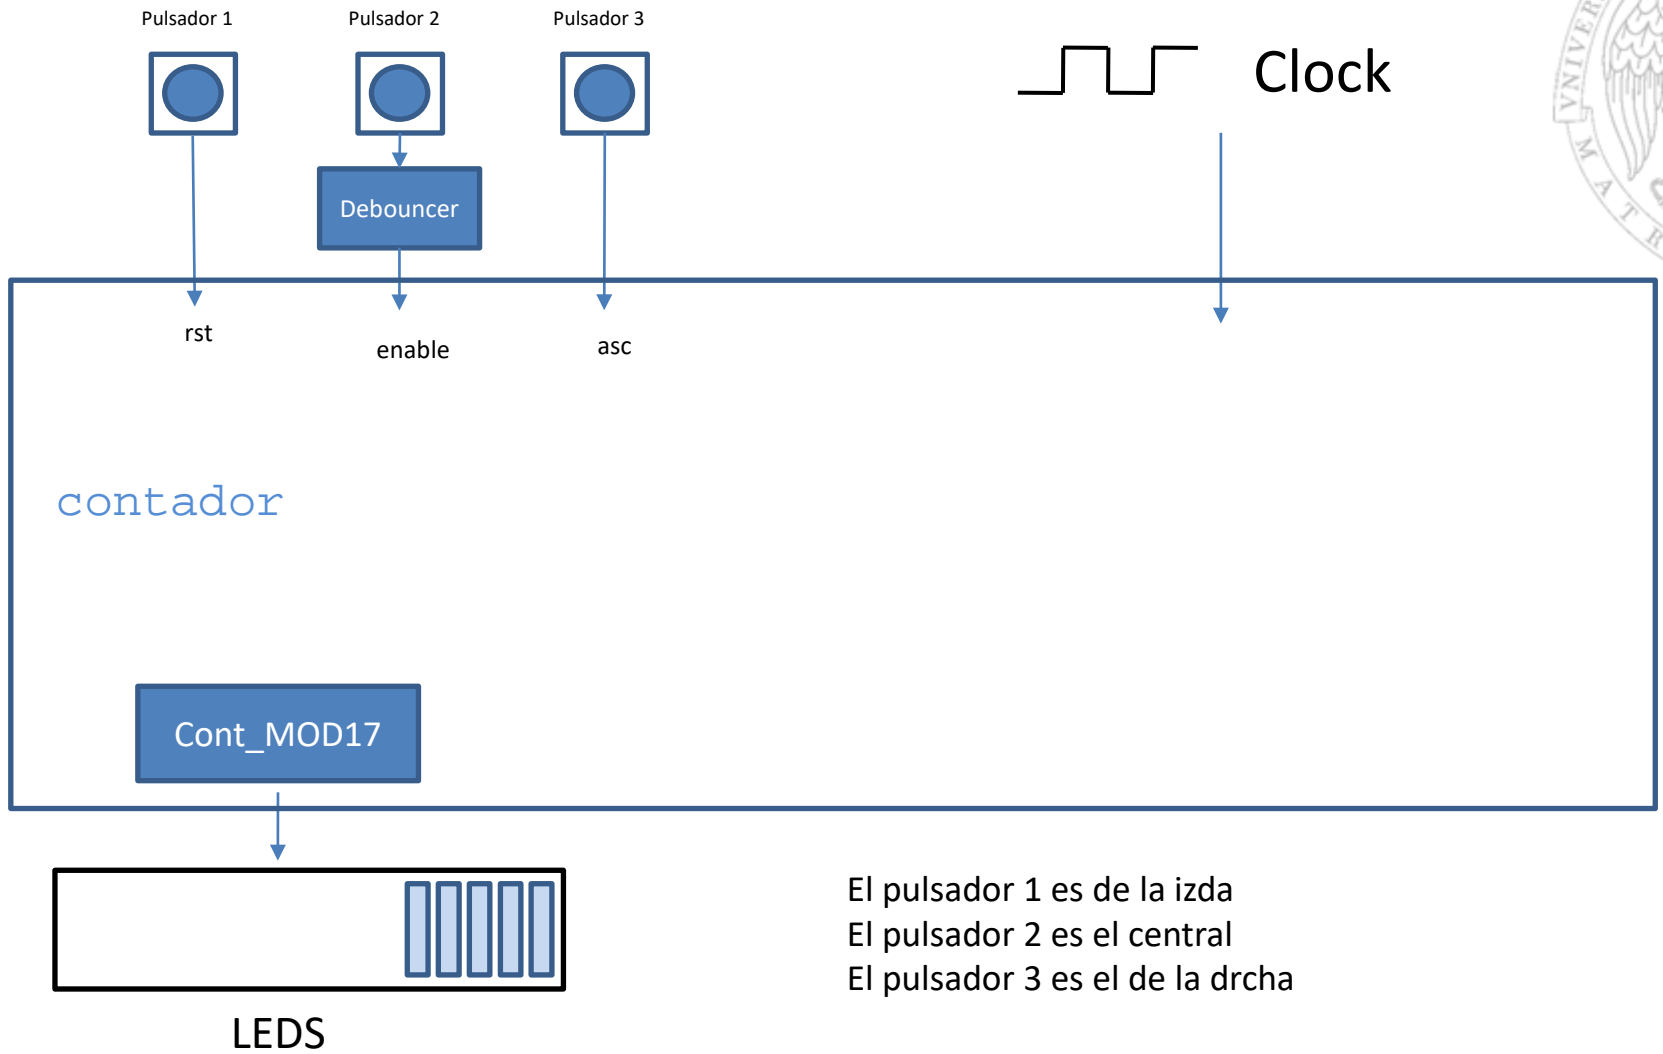 Pulsador 1
Pulsador 2
Pulsador 3
Clock
Debouncer
rst
enable
asc
contador
Cont_MOD17
LEDS
El pulsador 1 es de la izda
El pulsador 2 es el central
El pulsador 3 es el de la drcha